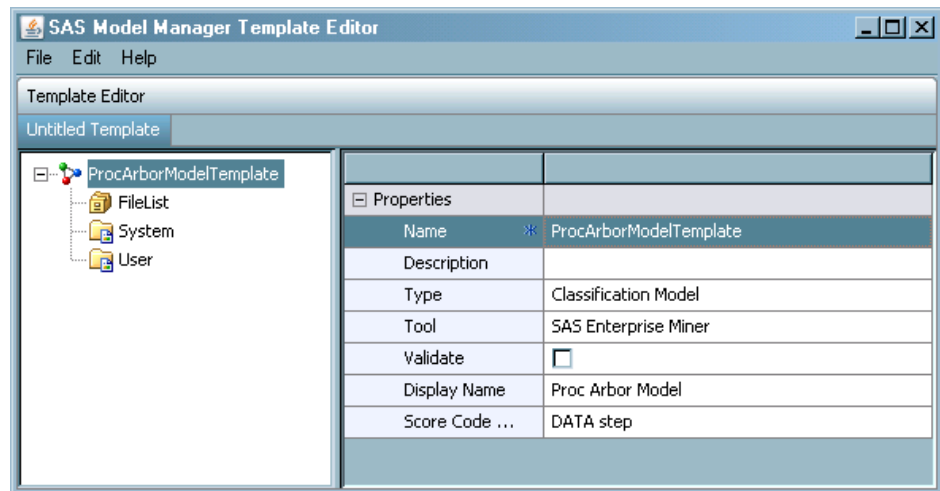 SAS Model Manager Template Editor
File Edit Help
Template Editor
Untitled Template
ProcArborModelTemplate
FileList
System
User
Properties
Name * ProcArborModelTemplate
Description
Type Classification Model
Tool SAS Enterprise Miner
Validate
Display Name Proc Arbor Model
Score Code ... DATA step